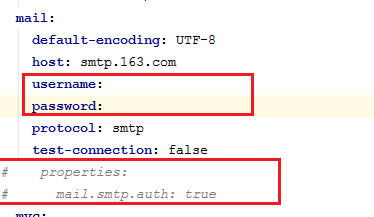 mail:
default-encoding: UTF-8
host: smtp.163.com
username:
password:
protocol: smtp
test-connection: false
# properties:
# mail.smtp.auth: true
mvc: